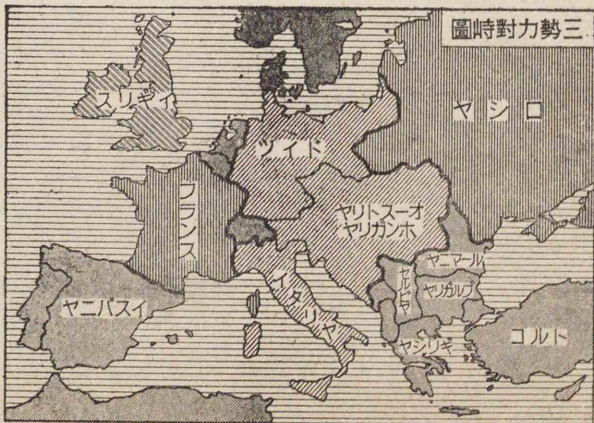 三勢力對峙圖
ロシヤ
イギリス
ドイツ
フランス
オーストリヤ
ホンガリヤ
ルーマニヤ
セルビヤ
ブルガリヤ
イタリヤ
イスパニヤ
ギリシヤ
トルコ